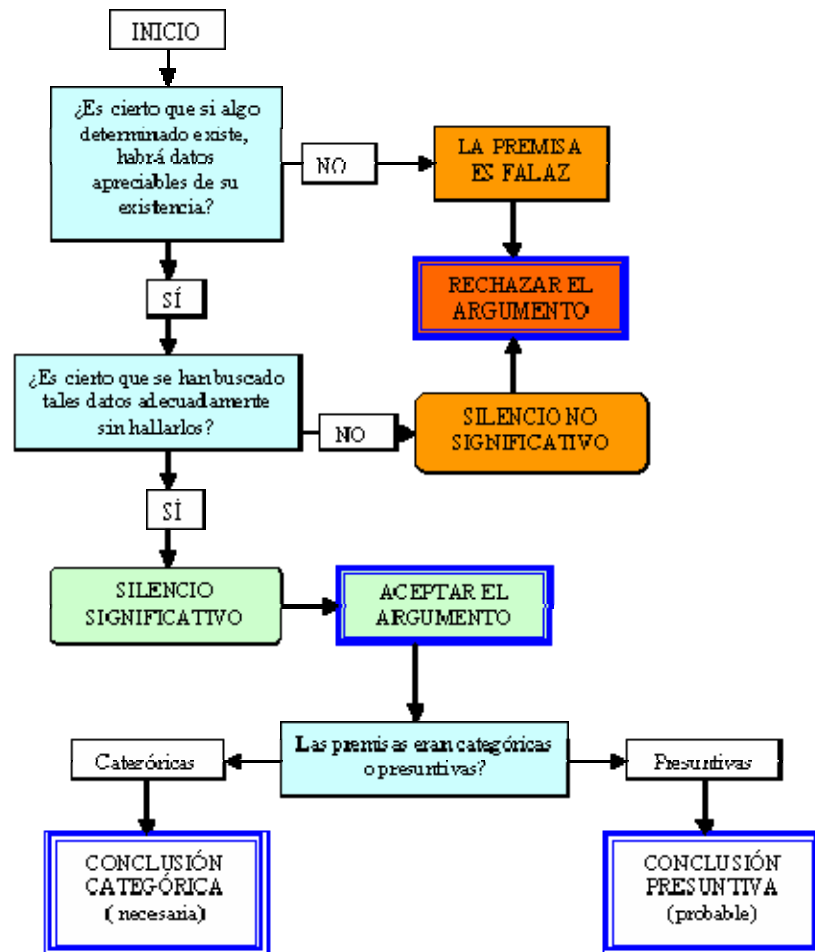 INICIO
¿Es cierto que si algo
determinado existe,
habrá datos
apreciables de su
existencia?
NO
LA PREMISA
ES FALAZ
SÍ
RECHAZAR EL
ARGUMENTO
¿Es cierto que se han buscado
tales datos adecuadamente
sin hallarlos?
NO
SILENCIO NO
SIGNIFICATIVO
SÍ
SILENCIO
SIGNIFICATIVO
ACEPTAR EL
ARGUMENTO
Las premisas eran categóricas
o presuntivas?
Categóricas
Presuntivas
CONCLUSIÓN
CATEGÓRICA
( necesaria)
CONCLUSIÓN
PRESUNTIVA
(probable)